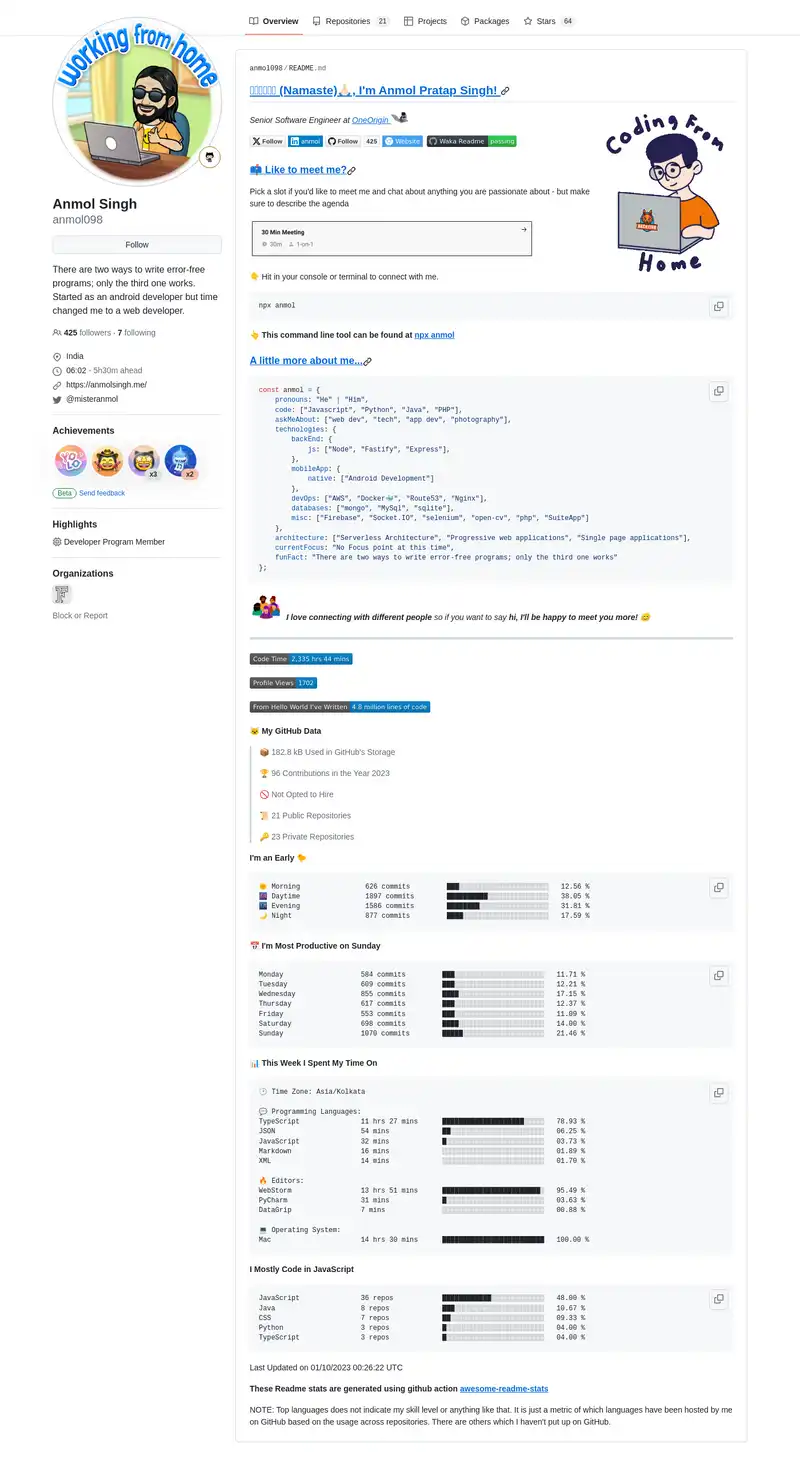 Overview
Repositories 21
Projects
Packages
Stars 64
working from home
Anmol Singh
anmol098
Follow
There are two ways to write error-free
programs; only the third one works.
Started as an android developer but time
changed me to a web developer.
425 followers · 7 following
India
06:02 - 5h30m ahead
https://anmolsingh.me/
@misteranmol
Achievements
YOLO
x3
x2
Beta Send feedback
Highlights
Developer Program Member
Organizations
Block or Report
anmol098/README.md
(Namaste)🙏🏻, I'm Anmol Pratap Singh!
Senior Software Engineer at OneOrigin
Follow anmol Follow 425 Website Waka Readme passing
Coding From
Home
📫 Like to meet me?
Pick a slot if you'd like to meet me and chat about anything you are passionate about - but make
sure to describe the agenda
30 Min Meeting
30m 1-on-1
👇 Hit in your console or terminal to connect with me.
npx anmol
👆 This command line tool can be found at npx anmol
A little more about me...
const anmol = {
pronouns: "He" | "Him",
code: ["Javascript", "Python", "Java", "PHP"],
askMeAbout: ["web dev", "tech", "app dev", "photography"],
technologies: {
backEnd: {
js: ["Node", "Fastify", "Express"],
},
mobileApp: {
native: ["Android Development"]
},
devOps: ["AWS", "Docker🐳", "Route53", "Nginx"],
databases: ["mongo", "MySql", "sqlite"],
misc: ["Firebase", "Socket.IO", "selenium", "open-cv", "php", "SuiteApp"]
},
architecture: ["Serverless Architecture", "Progressive web applications", "Single page applications"],
currentFocus: "No Focus point at this time",
funFact: "There are two ways to write error-free programs; only the third one works"
};
I love connecting with different people so if you want to say hi, I'll be happy to meet you more! 😊
Code Time 2,335 hrs 44 mins
Profile Views 1702
From Hello World I've Written 4.8 million lines of code
🐱 My GitHub Data
📦 182.8 kB Used in GitHub's Storage
🏆 96 Contributions in the Year 2023
🚫 Not Opted to Hire
📜 21 Public Repositories
🔑 23 Private Repositories
I'm an Early 🐤
🌞 Morning 626 commits 12.56 %
🌆 Daytime 1897 commits 38.05 %
🌃 Evening 1586 commits 31.81 %
🌙 Night 877 commits 17.59 %
📅 I'm Most Productive on Sunday
Monday 584 commits 11.71 %
Tuesday 609 commits 12.21 %
Wednesday 855 commits 17.15 %
Thursday 617 commits 12.37 %
Friday 553 commits 11.09 %
Saturday 698 commits 14.00 %
Sunday 1070 commits 21.46 %
📊 This Week I Spent My Time On
🕑︎ Time Zone: Asia/Kolkata
💬 Programming Languages:
TypeScript 11 hrs 27 mins 78.93 %
JSON 54 mins 06.25 %
JavaScript 32 mins 03.73 %
Markdown 16 mins 01.89 %
XML 14 mins 01.70 %
🔥 Editors:
WebStorm 13 hrs 51 mins 95.49 %
PyCharm 31 mins 03.63 %
DataGrip 7 mins 00.88 %
💻 Operating System:
Mac 14 hrs 30 mins 100.00 %
I Mostly Code in JavaScript
JavaScript 36 repos 48.00 %
Java 8 repos 10.67 %
CSS 7 repos 09.33 %
Python 3 repos 04.00 %
TypeScript 3 repos 04.00 %
Last Updated on 01/10/2023 00:26:22 UTC
These Readme stats are generated using github action awesome-readme-stats
NOTE: Top languages does not indicate my skill level or anything like that. It is just a metric of which languages have been hosted by me
on GitHub based on the usage across repositories. There are others which I haven't put up on GitHub.